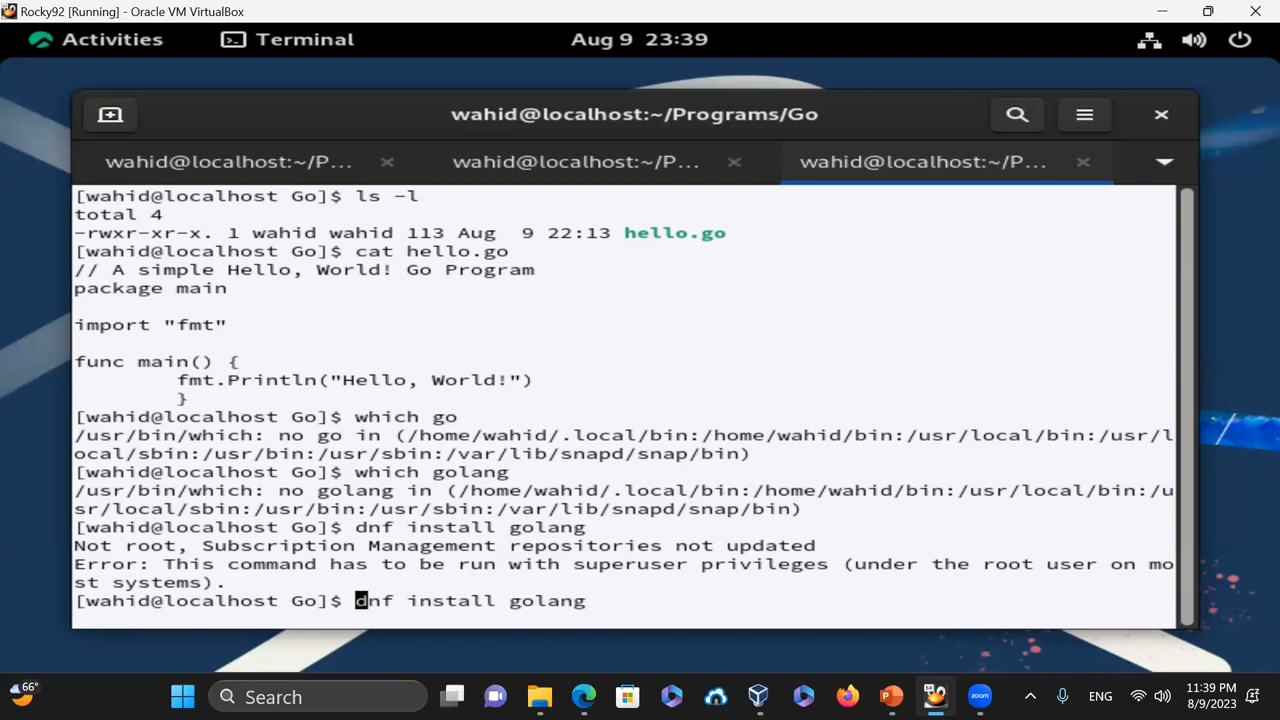 Rocky92 [Running] - Oracle VM VirtualBox
Activities Terminal Aug 9 23:39
wahid@localhost:~/Programs/Go
wahid@localhost:~/P... wahid@localhost:~/P... wahid@localhost:~/P...
[wahid@localhost Go]$ ls -l
total 4
-rwxr-xr-x. 1 wahid wahid 113 Aug  9 22:13 hello.go
[wahid@localhost Go]$ cat hello.go
// A simple Hello, World! Go Program
package main
import "fmt"
func main() {
fmt.Println("Hello, World!")
}
[wahid@localhost Go]$ which go
/usr/bin/which: no go in (/home/wahid/.local/bin:/home/wahid/bin:/usr/local/bin:/usr/l
ocal/sbin:/usr/bin:/usr/sbin:/var/lib/snapd/snap/bin)
[wahid@localhost Go]$ which golang
/usr/bin/which: no golang in (/home/wahid/.local/bin:/home/wahid/bin:/usr/local/bin:/u
sr/local/sbin:/usr/bin:/usr/sbin:/var/lib/snapd/snap/bin)
[wahid@localhost Go]$ dnf install golang
Not root, Subscription Management repositories not updated
Error: This command has to be run with superuser privileges (under the root user on mo
st systems).
[wahid@localhost Go]$ dnf install golang
66°
Search
zoom
ENG
11:39 PM
8/9/2023